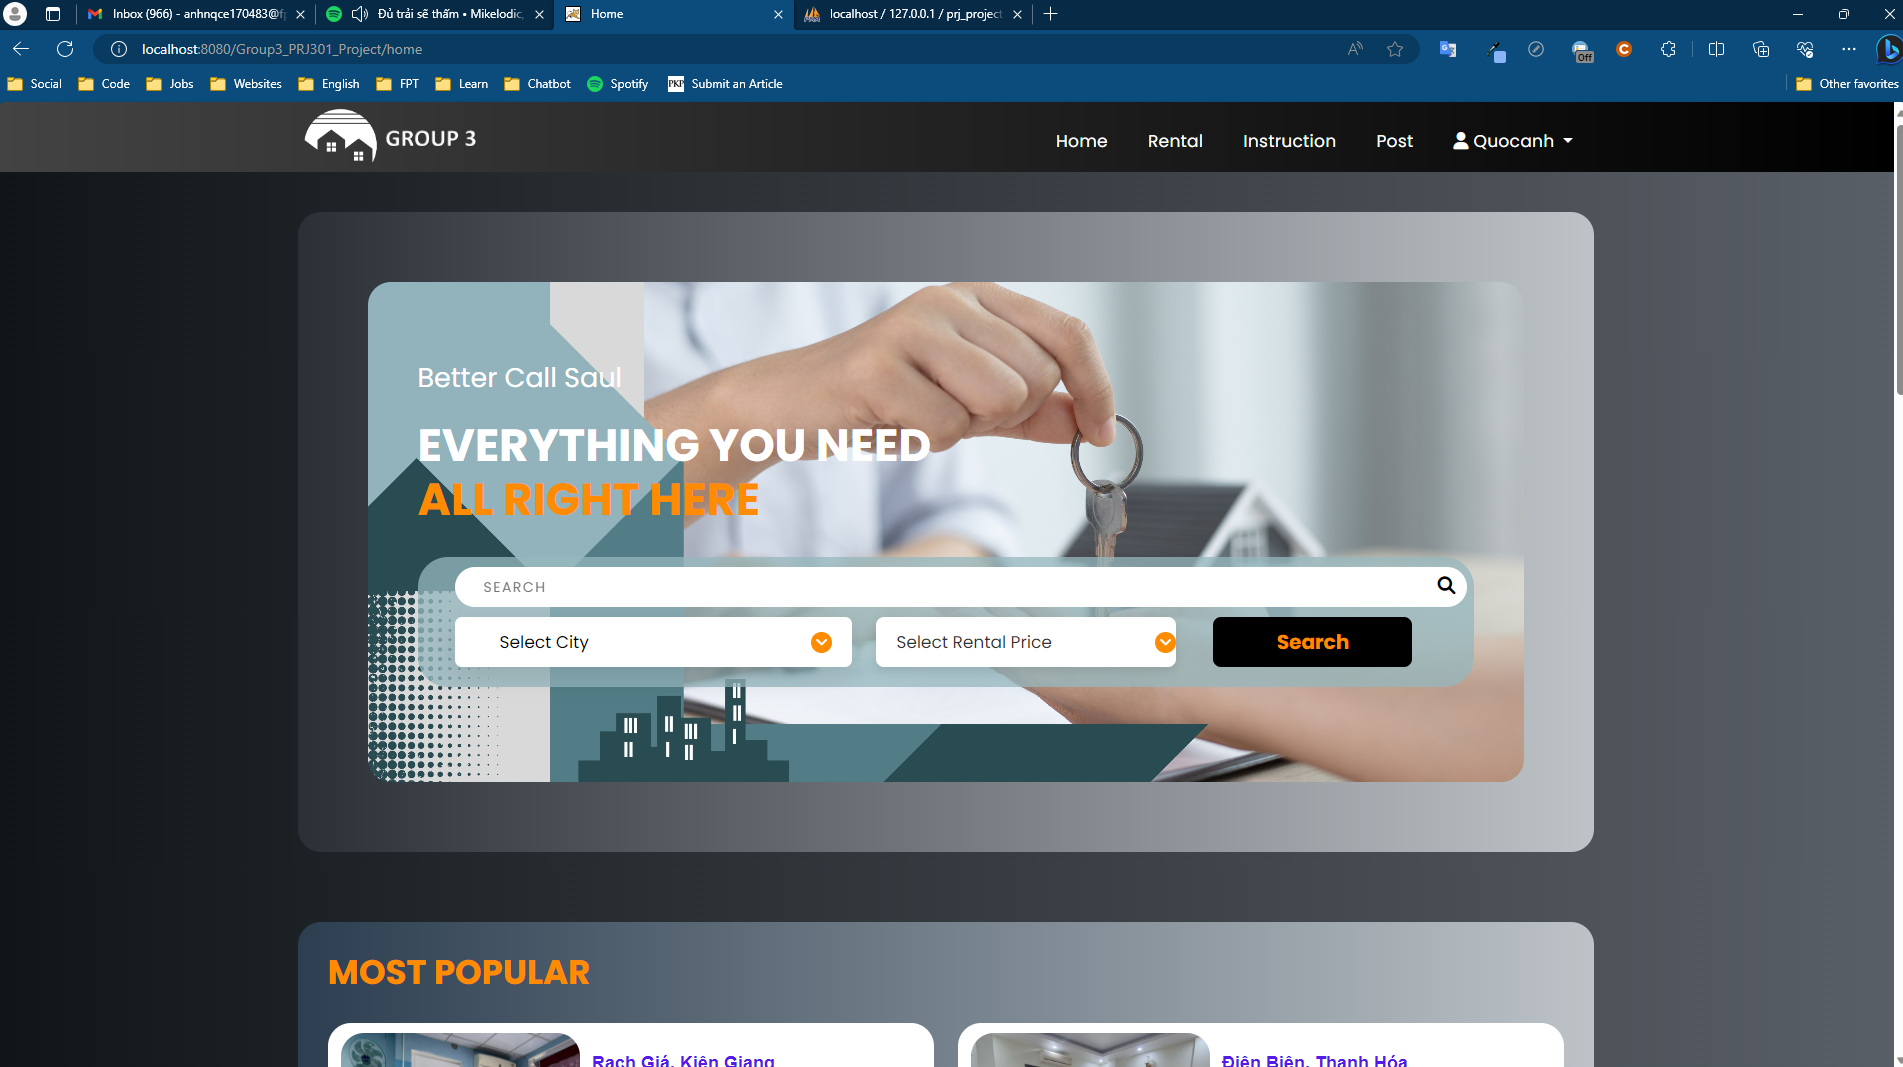 Inbox (966) - anhnqce170483@f
Đủ trải sẽ thấm • Mikelodic,
Home
localhost / 127.0.0.1 / prj_project
localhost:8080/Group3_PRJ301_Project/home
Off
Social
Code
Jobs
Websites
English
FPT
Learn
Chatbot
Spotify
Submit an Article
Other favorites
GROUP 3
Home
Rental
Instruction
Post
Quocanh
Better Call Saul
EVERYTHING YOU NEED
ALL RIGHT HERE
SEARCH
Select City
Select Rental Price
Search
MOST POPULAR
Rạch Giá, Kiên Giang
Điện Biên, Thanh Hóa